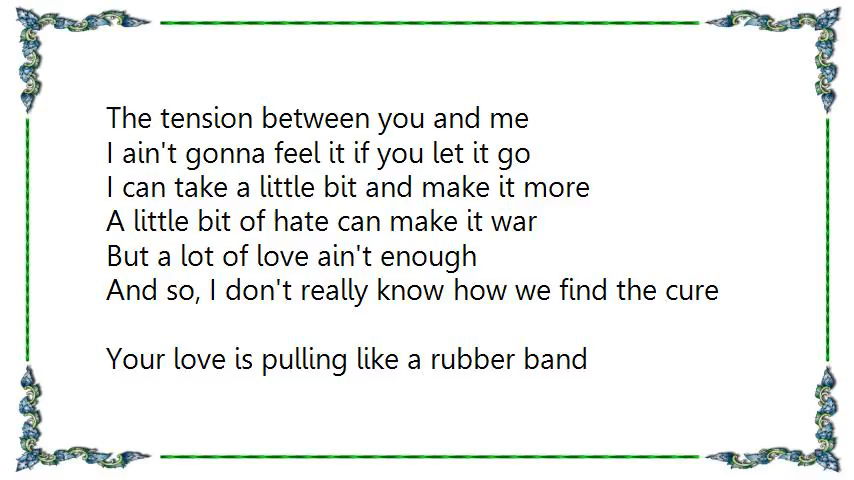 The tension between you and me
I ain't gonna feel it if you let it go
I can take a little bit and make it more
A little bit of hate can make it war
But a lot of love ain't enough
And so, I don't really know how we find the cure
Your love is pulling like a rubber band